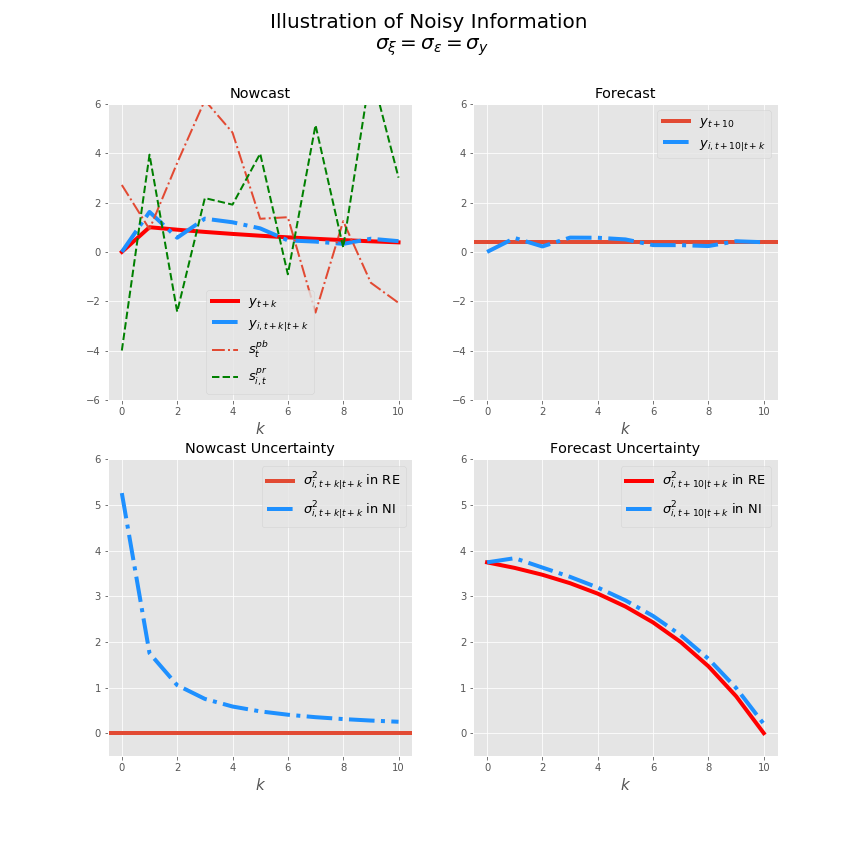 Illustration of Noisy Information
σ_ξ = σ_ε = σ_y
Nowcast
6
4
2
0
−2
−4
−6
0 2 4 6 8 10
k
y_{t+k}
y_{i,t+k|t+k}
s_t^{pb}
s_{i,t}^{pr}
Forecast
6
4
2
0
−2
−4
−6
0 2 4 6 8 10
k
y_{t+10}
y_{i,t+10|t+k}
Nowcast Uncertainty
6
5
4
3
2
1
0
0 2 4 6 8 10
k
σ²_{i,t+k|t+k} in RE
σ²_{i,t+k|t+k} in NI
Forecast Uncertainty
6
5
4
3
2
1
0
0 2 4 6 8 10
k
σ²_{i,t+10|t+k} in RE
σ²_{i,t+10|t+k} in NI